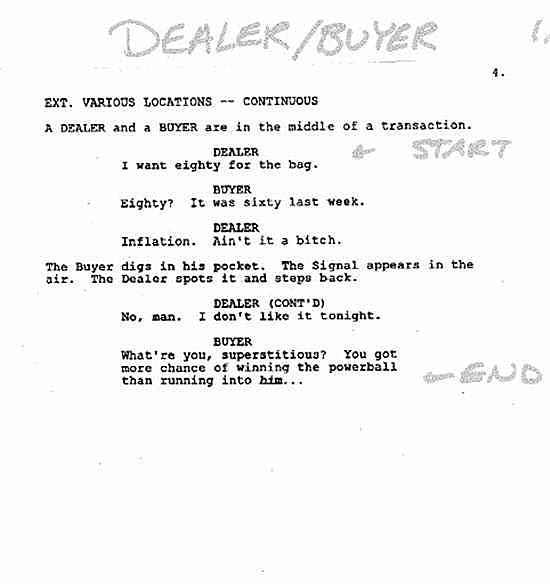 DEALER/BUYER
4.
EXT. VARIOUS LOCATIONS -- CONTINUOUS
A DEALER and a BUYER are in the middle of a transaction.
DEALER
← START
I want eighty for the bag.
BUYER
Eighty? It was sixty last week.
DEALER
Inflation. Ain't it a bitch.
The Buyer digs in his pocket. The Signal appears in the
air. The Dealer spots it and steps back.
DEALER (CONT'D)
No, man. I don't like it tonight.
BUYER
What're you, superstitious? You got
more chance of winning the powerball
than running into him...
← END